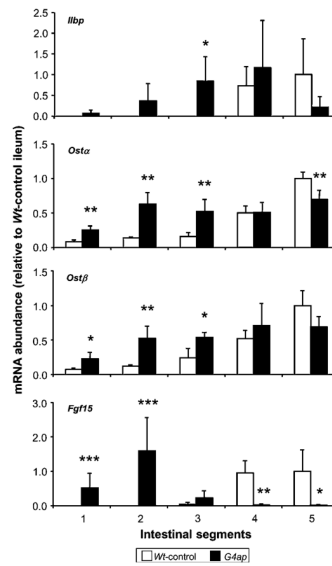 Ilbp
*
2.5
2.0
1.5
1.0
0.5
0.0
mRNA abundance (relative to Wt-control ileum)
Ostα
** ** ** **
1.5
1.0
0.5
0.0
Ostβ
* ** *
1.5
1.0
0.5
0.0
Fgf15
*** *** ** *
3.0
2.0
1.0
0.0
1 2 3 4 5
Intestinal segments
Wt-control G4ap